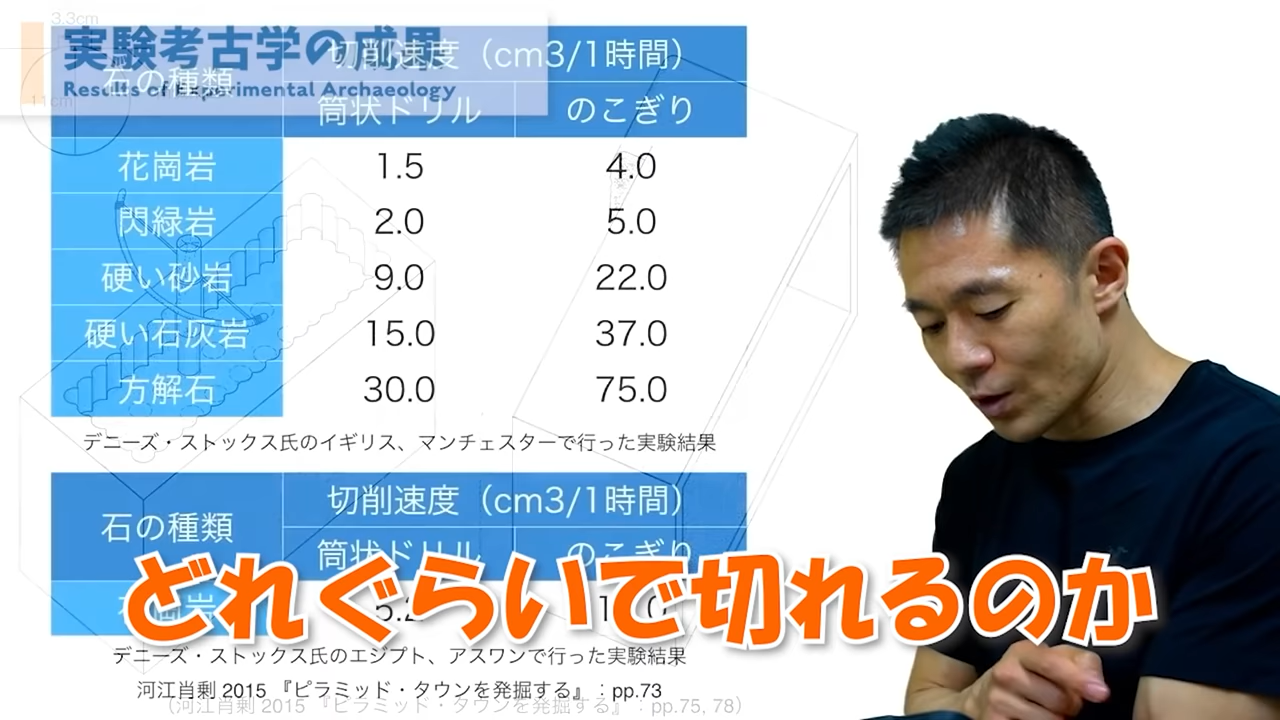 3.3cm
実験考古学の成果
Results of Experimental Archaeology
11cm
石の種類
切削速度（cm3/1時間）
筒状ドリル のこぎり
花崗岩 1.5 4.0
閃緑岩 2.0 5.0
硬い砂岩 9.0 22.0
硬い石灰岩 15.0 37.0
方解石 30.0 75.0
デニーズ・ストックス氏のイギリス、マンチェスターで行った実験結果
石の種類
切削速度（cm3/1時間）
筒状ドリル のこぎり
どれぐらいで切れるのか
デニーズ・ストックス氏のエジプト、アスワンで行った実験結果
河江肖剰 2015 『ピラミッド・タウンを発掘する』：pp.73
（河江肖剰 2015 『ピラミッド・タウンを発掘する』：pp.75, 78）